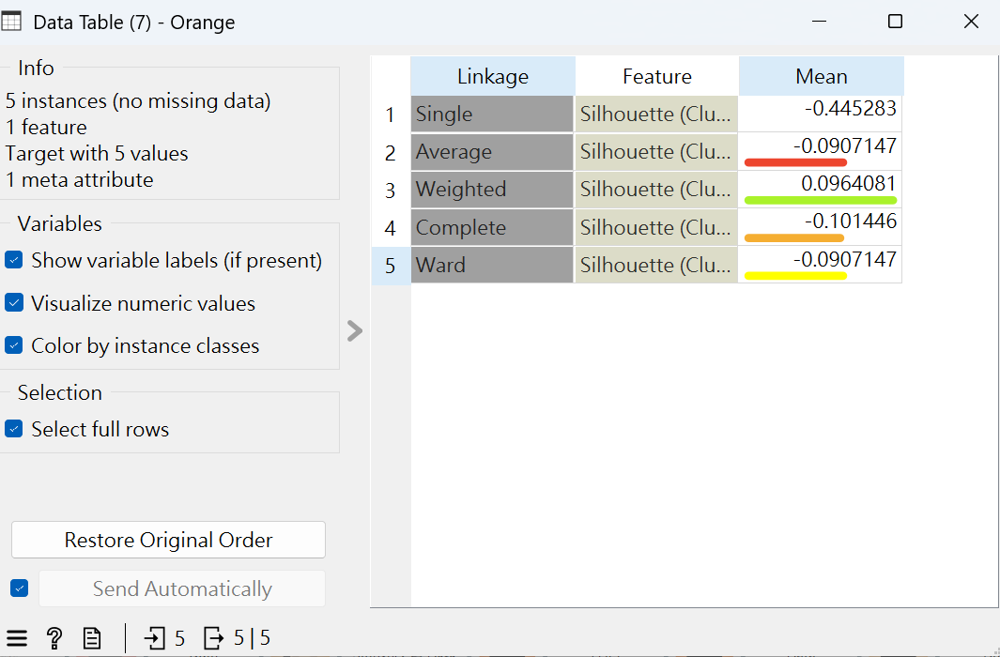 Data Table (7) - Orange
Info
5 instances (no missing data)
1 feature
Target with 5 values
1 meta attribute
Variables
Show variable labels (if present)
Visualize numeric values
Color by instance classes
Selection
Select full rows
Restore Original Order
Send Automatically
? 5 5 | 5
Linkage Feature Mean
1 Single Silhouette (Clu... -0.445283
2 Average Silhouette (Clu... -0.0907147
3 Weighted Silhouette (Clu... 0.0964081
4 Complete Silhouette (Clu... -0.101446
5 Ward Silhouette (Clu... -0.0907147